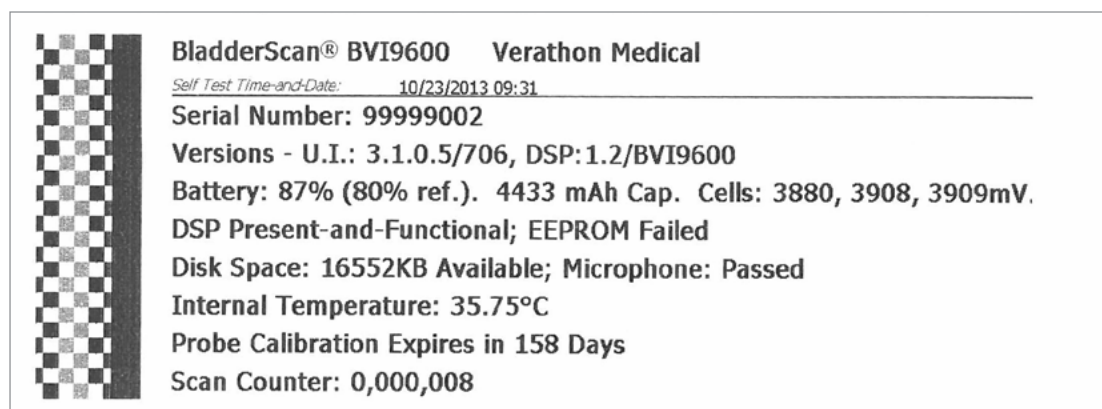 BladderScan® BVI9600 Verathon Medical
Self Test Time-and-Date: 10/23/2013 09:31
Serial Number: 99999002
Versions - U.I.: 3.1.0.5/706, DSP:1.2/BVI9600
Battery: 87% (80% ref.). 4433 mAh Cap. Cells: 3880, 3908, 3909mV.
DSP Present-and-Functional; EEPROM Failed
Disk Space: 16552KB Available; Microphone: Passed
Internal Temperature: 35.75°C
Probe Calibration Expires in 158 Days
Scan Counter: 0,000,008